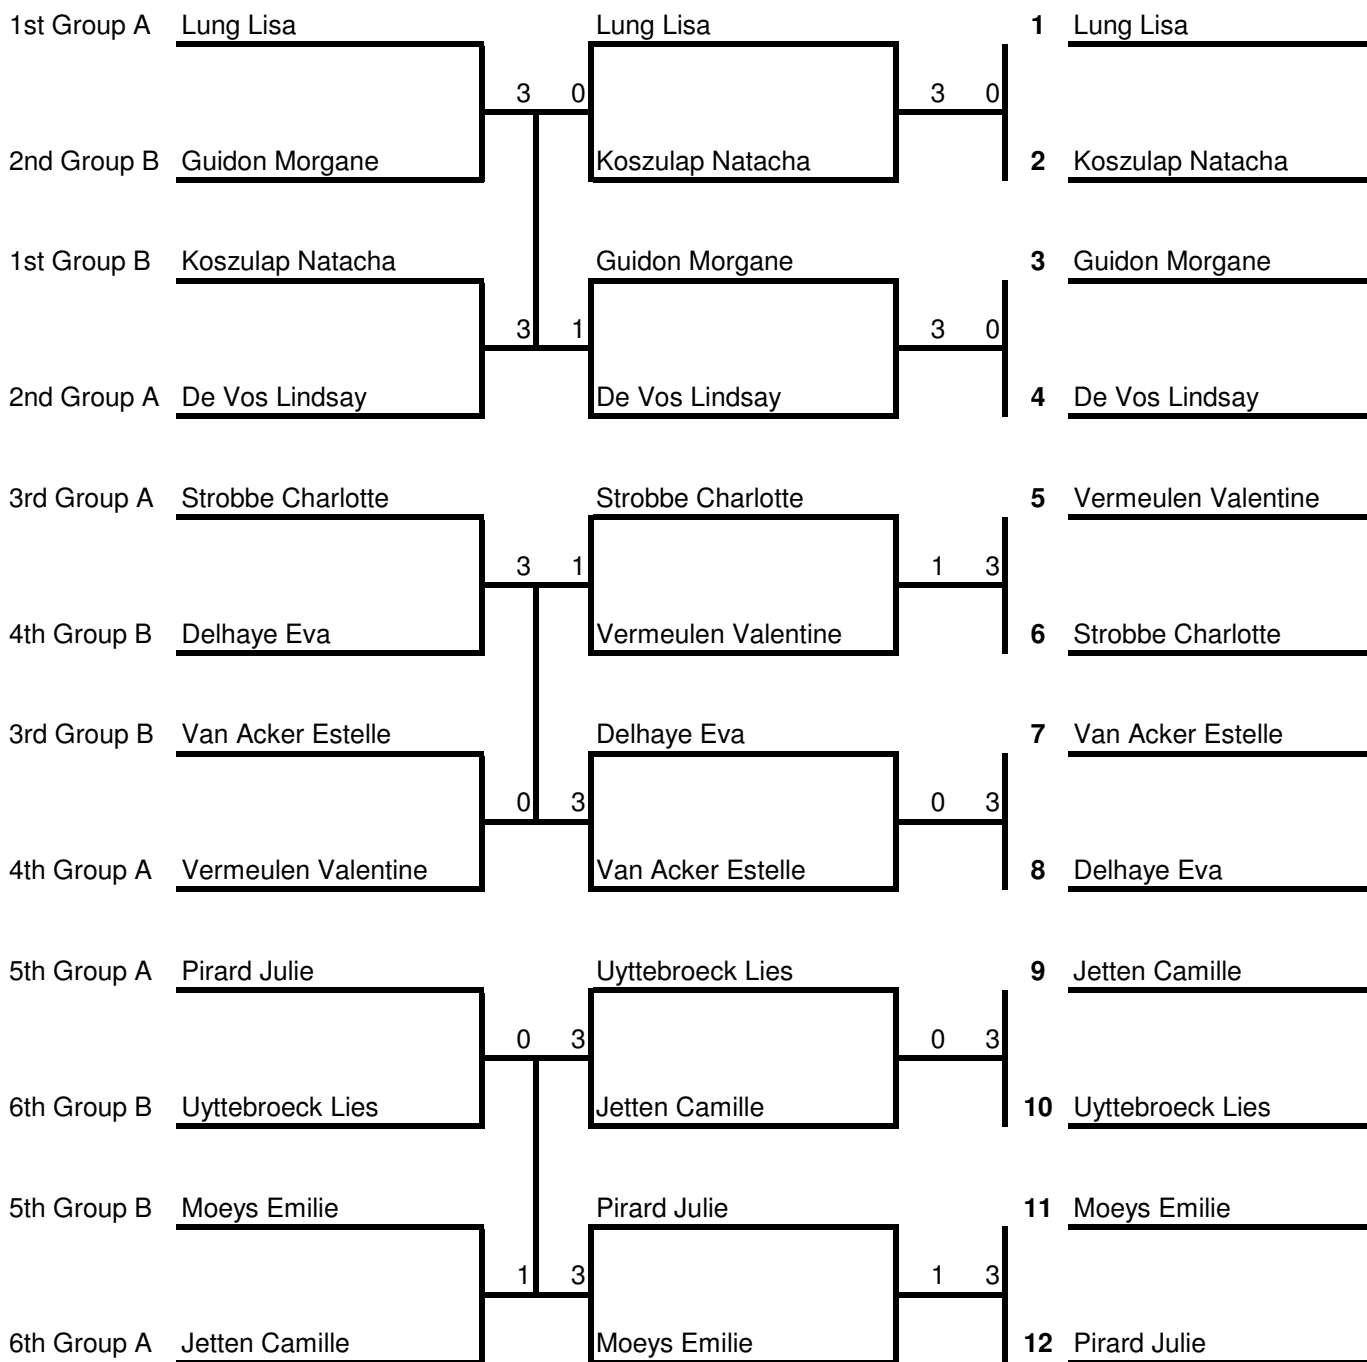 1st Group A Lung Lisa Lung Lisa 1 Lung Lisa
3 0 3 0
2nd Group B Guidon Morgane Koszulap Natacha 2 Koszulap Natacha
1st Group B Koszulap Natacha Guidon Morgane 3 Guidon Morgane
3 1 3 0
2nd Group A De Vos Lindsay De Vos Lindsay 4 De Vos Lindsay
3rd Group A Strobbe Charlotte Strobbe Charlotte 5 Vermeulen Valentine
3 1 1 3
4th Group B Delhaye Eva Vermeulen Valentine 6 Strobbe Charlotte
3rd Group B Van Acker Estelle Delhaye Eva 7 Van Acker Estelle
0 3 0 3
4th Group A Vermeulen Valentine Van Acker Estelle 8 Delhaye Eva
5th Group A Pirard Julie Uyttebroeck Lies 9 Jetten Camille
0 3 0 3
6th Group B Uyttebroeck Lies Jetten Camille 10 Uyttebroeck Lies
5th Group B Moeys Emilie Pirard Julie 11 Moeys Emilie
1 3 1 3
6th Group A Jetten Camille Moeys Emilie 12 Pirard Julie